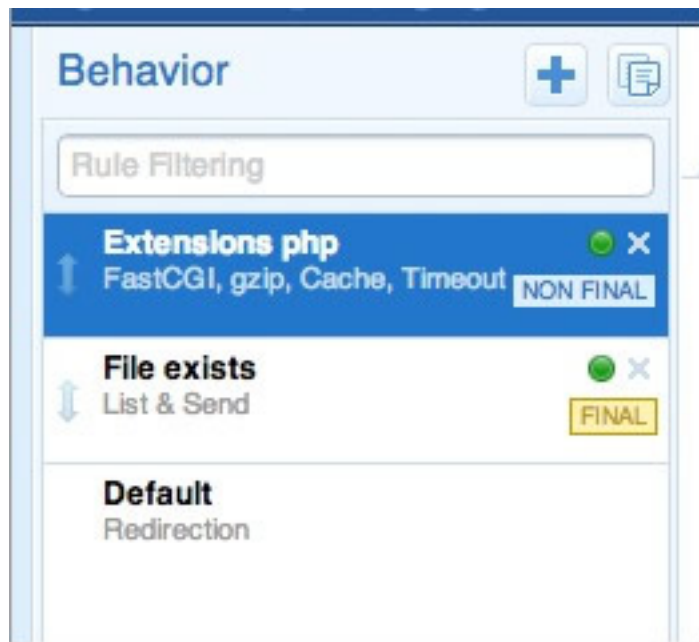 Behavior
Rule Filtering
Extensions php
FastCGI, gzip, Cache, Timeout
NON FINAL
File exists
List & Send
FINAL
Default
Redirection